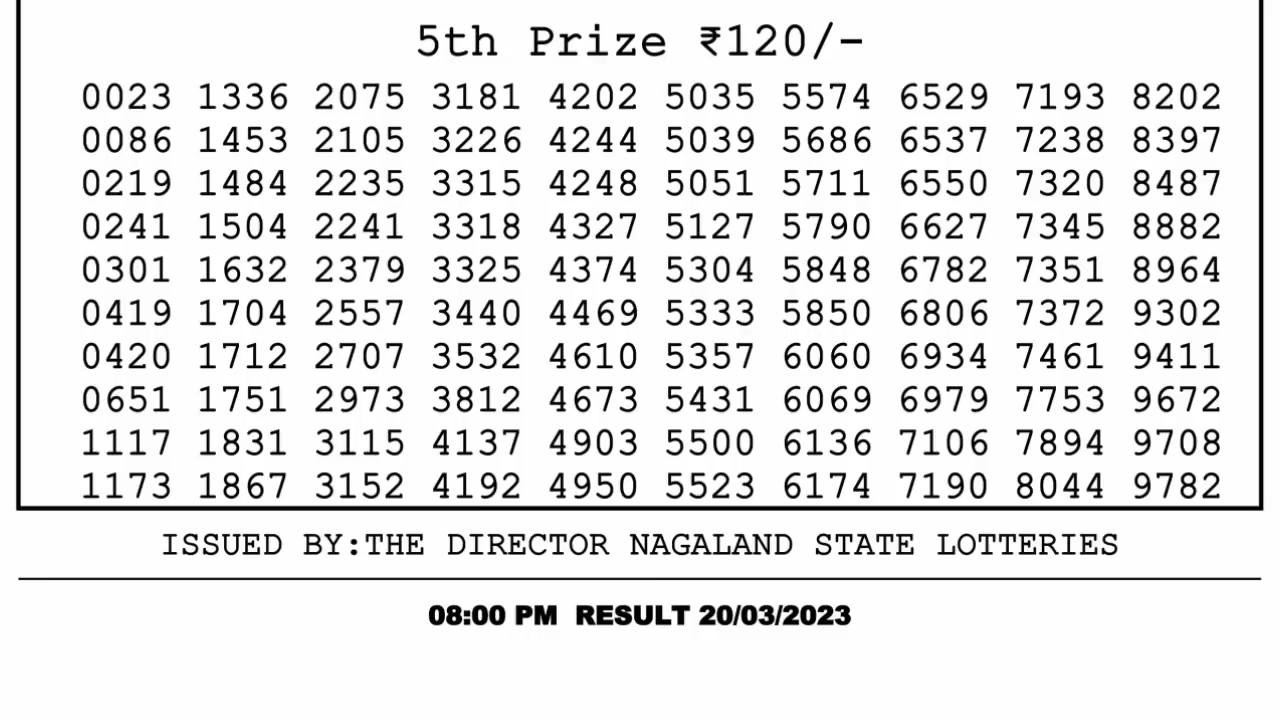 5th Prize ₹120/-
0023 1336 2075 3181 4202 5035 5574 6529 7193 8202
0086 1453 2105 3226 4244 5039 5686 6537 7238 8397
0219 1484 2235 3315 4248 5051 5711 6550 7320 8487
0241 1504 2241 3318 4327 5127 5790 6627 7345 8882
0301 1632 2379 3325 4374 5304 5848 6782 7351 8964
0419 1704 2557 3440 4469 5333 5850 6806 7372 9302
0420 1712 2707 3532 4610 5357 6060 6934 7461 9411
0651 1751 2973 3812 4673 5431 6069 6979 7753 9672
1117 1831 3115 4137 4903 5500 6136 7106 7894 9708
1173 1867 3152 4192 4950 5523 6174 7190 8044 9782
ISSUED BY:THE DIRECTOR NAGALAND STATE LOTTERIES
08:00 PM RESULT 20/03/2023